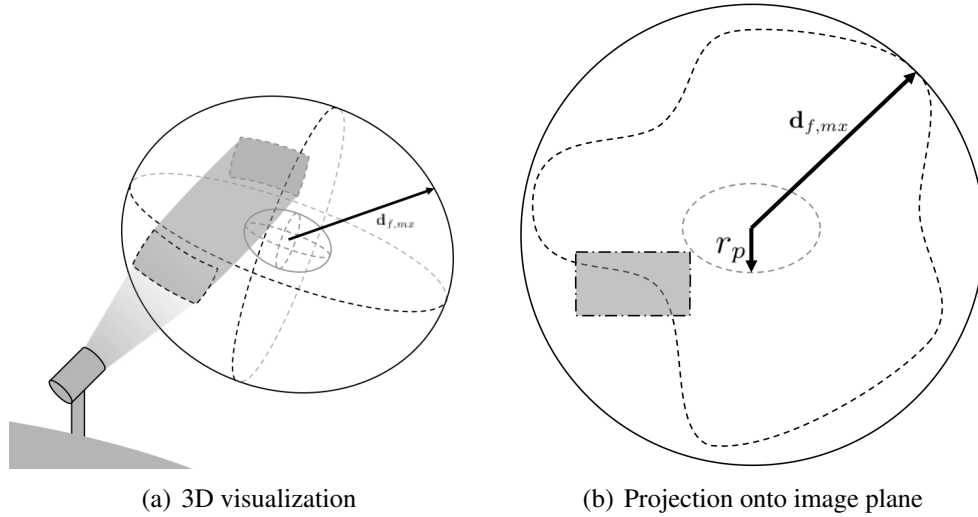 d_{f,mx}
d_{f,mx}
r_p
(a) 3D visualization
(b) Projection onto image plane